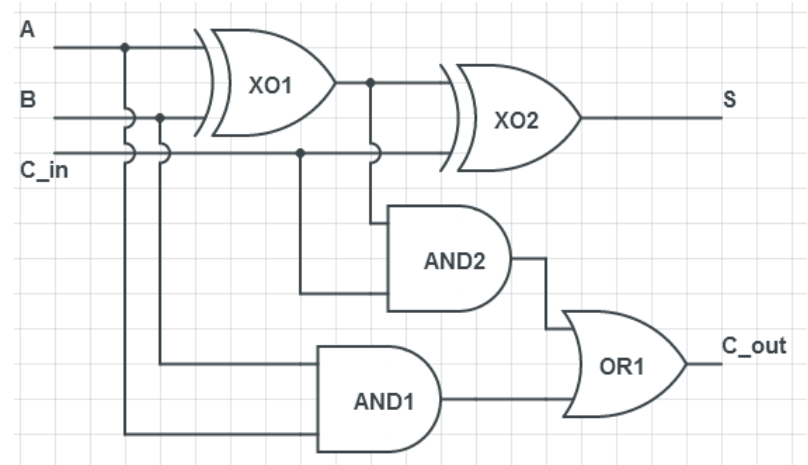 A
XO1
B
XO2
S
C_in
AND2
C_out
OR1
AND1